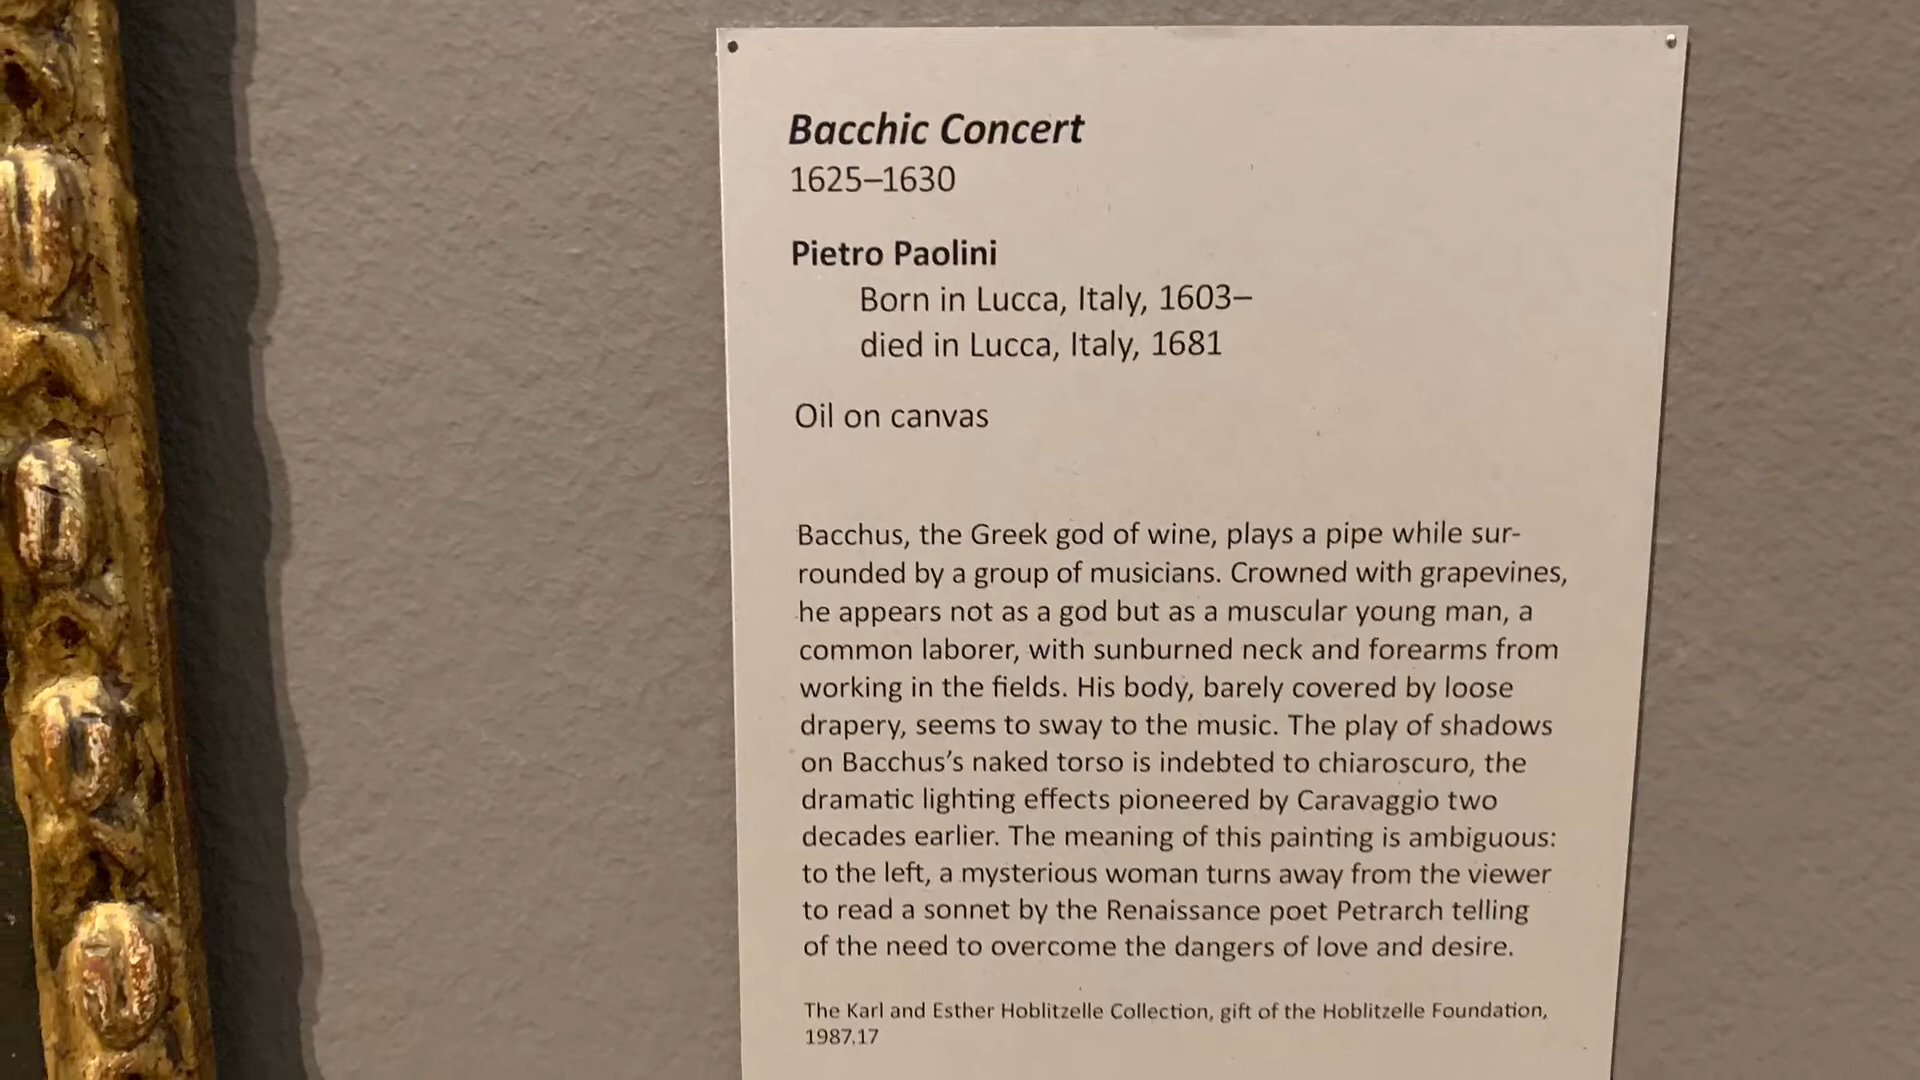 Bacchic Concert
1625–1630
Pietro Paolini
Born in Lucca, Italy, 1603–
died in Lucca, Italy, 1681
Oil on canvas
Bacchus, the Greek god of wine, plays a pipe while sur-
rounded by a group of musicians. Crowned with grapevines,
he appears not as a god but as a muscular young man, a
common laborer, with sunburned neck and forearms from
working in the fields. His body, barely covered by loose
drapery, seems to sway to the music. The play of shadows
on Bacchus’s naked torso is indebted to chiaroscuro, the
dramatic lighting effects pioneered by Caravaggio two
decades earlier. The meaning of this painting is ambiguous:
to the left, a mysterious woman turns away from the viewer
to read a sonnet by the Renaissance poet Petrarch telling
of the need to overcome the dangers of love and desire.
The Karl and Esther Hoblitzelle Collection, gift of the Hoblitzelle Foundation,
1987.17